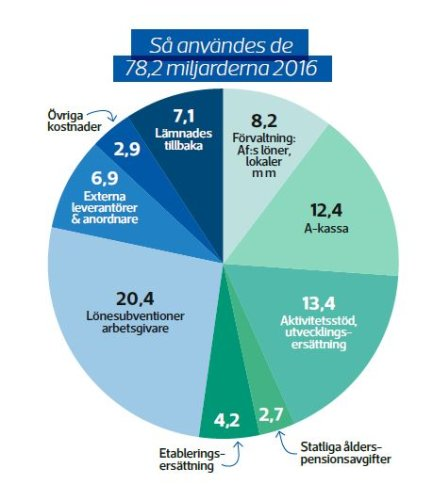 Så användes de
78,2 miljarderna 2016
8,2
Förvaltning:
Af:s löner,
lokaler
m m
12,4
A-kassa
13,4
Aktivitetsstöd,
utvecklings-
ersättning
2,7
Statliga ålders-
pensionsavgifter
4,2
Etablerings-
ersättning
20,4
Lönesubventioner
arbetsgivare
6,9
Externa
leverantörer
& anordnare
2,9
Övriga
kostnader
7,1
Lämnades
tillbaka